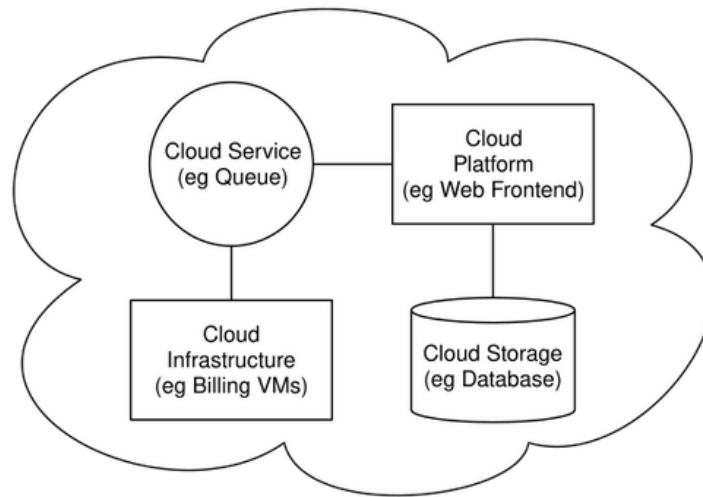 Cloud Service
(eg Queue)
Cloud
Platform
(eg Web Frontend)
Cloud
Infrastructure
(eg Billing VMs)
Cloud Storage
(eg Database)